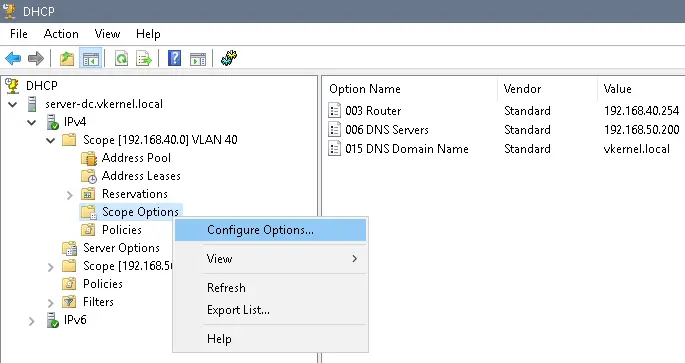 DHCP
File Action View Help
DHCP
server-dc.vkernel.local
IPv4
Scope [192.168.40.0] VLAN 40
Address Pool
Address Leases
Reservations
Scope Options
Policies
Server Options
Scope [192.168.5
Policies
Filters
IPv6
Configure Options...
View
Refresh
Export List...
Help
Option Name Vendor Value
003 Router Standard 192.168.40.254
006 DNS Servers Standard 192.168.50.200
015 DNS Domain Name Standard vkernel.local